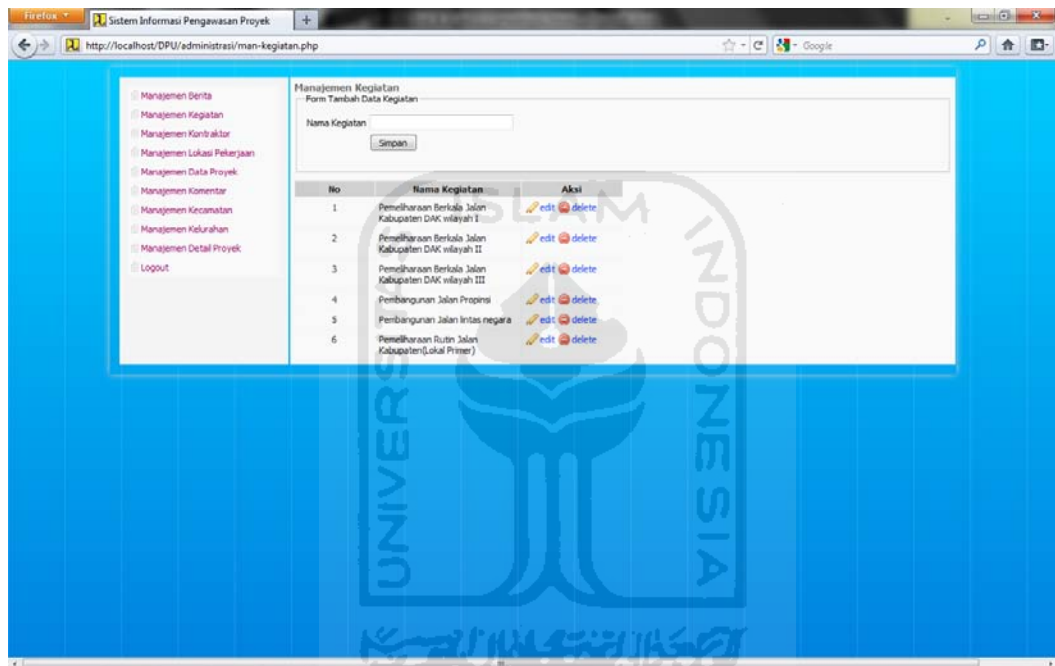 Firefox
Sistem Informasi Pengawasan Proyek
http://localhost/DPU/administrasi/man-kegiatan.php
Google
Manajemen Berita
Manajemen Kegiatan
Manajemen Kontraktor
Manajemen Lokasi Pekerjaan
Manajemen Data Proyek
Manajemen Komentar
Manajemen Kecamatan
Manajemen Kelurahan
Manajemen Detail Proyek
Logout
Manajemen Kegiatan
Form Tambah Data Kegiatan
Nama Kegiatan
Simpan
No Nama Kegiatan Aksi
1 Pemeliharaan Berkala Jalan edit delete
Kabupaten DAK wilayah I
2 Pemeliharaan Berkala Jalan edit delete
Kabupaten DAK wilayah II
3 Pemeliharaan Berkala Jalan edit delete
Kabupaten DAK wilayah III
4 Pembangunan Jalan Propinsi edit delete
5 Pembangunan Jalan lintas negara edit delete
6 Pemeliharaan Rutin Jalan edit delete
Kabupaten(Lokal Primer)
UNIVERSITAS
ISLAM
INDONESIA